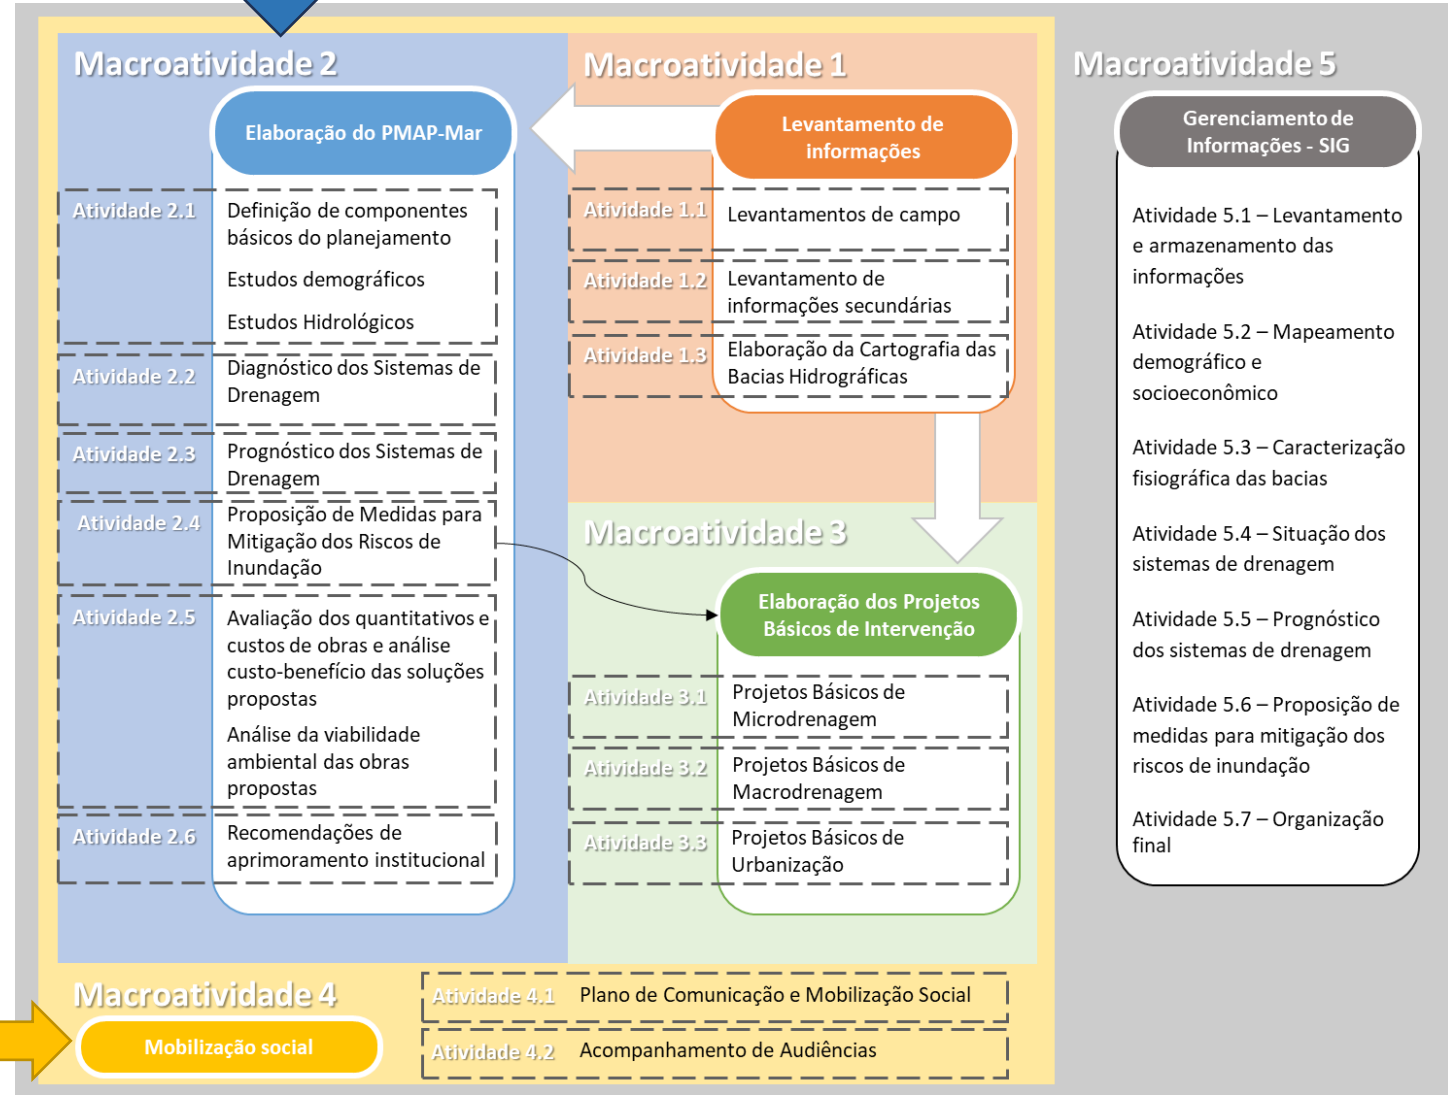 Macroatividade 2
Elaboração do PMAP-Mar
Atividade 2.1
Definição de componentes
básicos do planejamento
Estudos demográficos
Estudos Hidrológicos
Atividade 2.2
Diagnóstico dos Sistemas de
Drenagem
Atividade 2.3
Prognóstico dos Sistemas de
Drenagem
Atividade 2.4
Proposição de Medidas para
Mitigação dos Riscos de
Inundação
Atividade 2.5
Avaliação dos quantitativos e
custos de obras e análise
custo-benefício das soluções
propostas
Análise da viabilidade
ambiental das obras
propostas
Atividade 2.6
Recomendações de
aprimoramento institucional
Macroatividade 1
Levantamento de
informações
Atividade 1.1
Levantamentos de campo
Atividade 1.2
Levantamento de
informações secundárias
Atividade 1.3
Elaboração da Cartografia das
Bacias Hidrográficas
Macroatividade 3
Elaboração dos Projetos
Básicos de Intervenção
Atividade 3.1
Projetos Básicos de
Microdrenagem
Atividade 3.2
Projetos Básicos de
Macrodrenagem
Atividade 3.3
Projetos Básicos de
Urbanização
Macroatividade 4
Mobilização social
Atividade 4.1
Plano de Comunicação e Mobilização Social
Atividade 4.2
Acompanhamento de Audiências
Macroatividade 5
Gerenciamento de
Informações - SIG
Atividade 5.1 – Levantamento
e armazenamento das
informações
Atividade 5.2 – Mapeamento
demográfico e
socioeconômico
Atividade 5.3 – Caracterização
fisiográfica das bacias
Atividade 5.4 – Situação dos
sistemas de drenagem
Atividade 5.5 – Prognóstico
dos sistemas de drenagem
Atividade 5.6 – Proposição de
medidas para mitigação dos
riscos de inundação
Atividade 5.7 – Organização
final